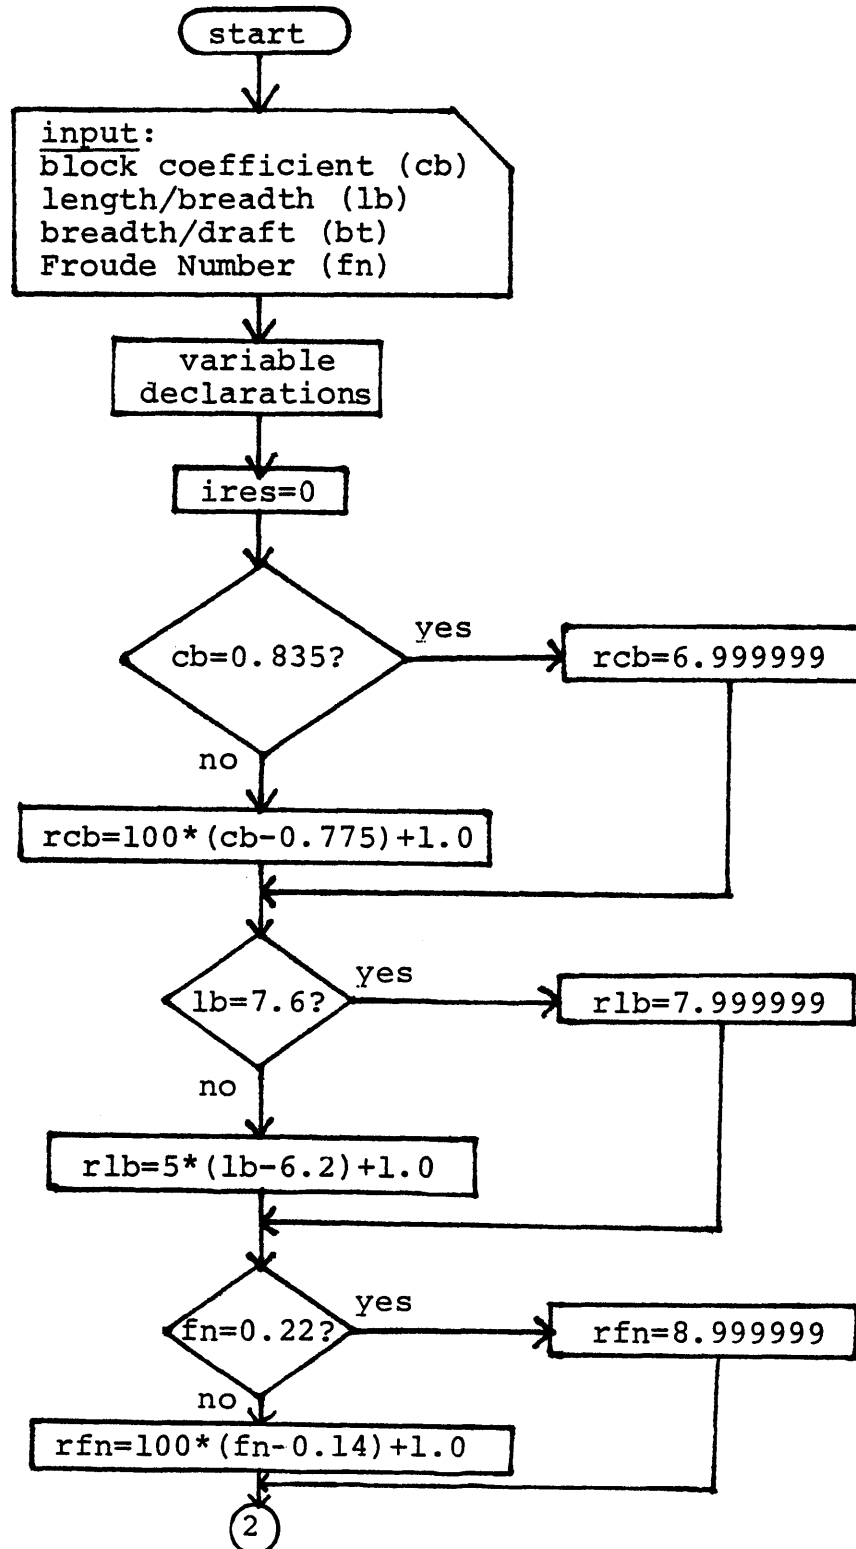 start
input:
block coefficient (cb)
length/breadth (lb)
breadth/draft (bt)
Froude Number (fn)
variable
declarations
ires=0
cb=0.835?
yes
rcb=6.999999
no
rcb=100*(cb-0.775)+1.0
lb=7.6?
yes
rlb=7.999999
no
rlb=5*(lb-6.2)+1.0
fn=0.22?
yes
rfn=8.999999
no
rfn=100*(fn-0.14)+1.0
2